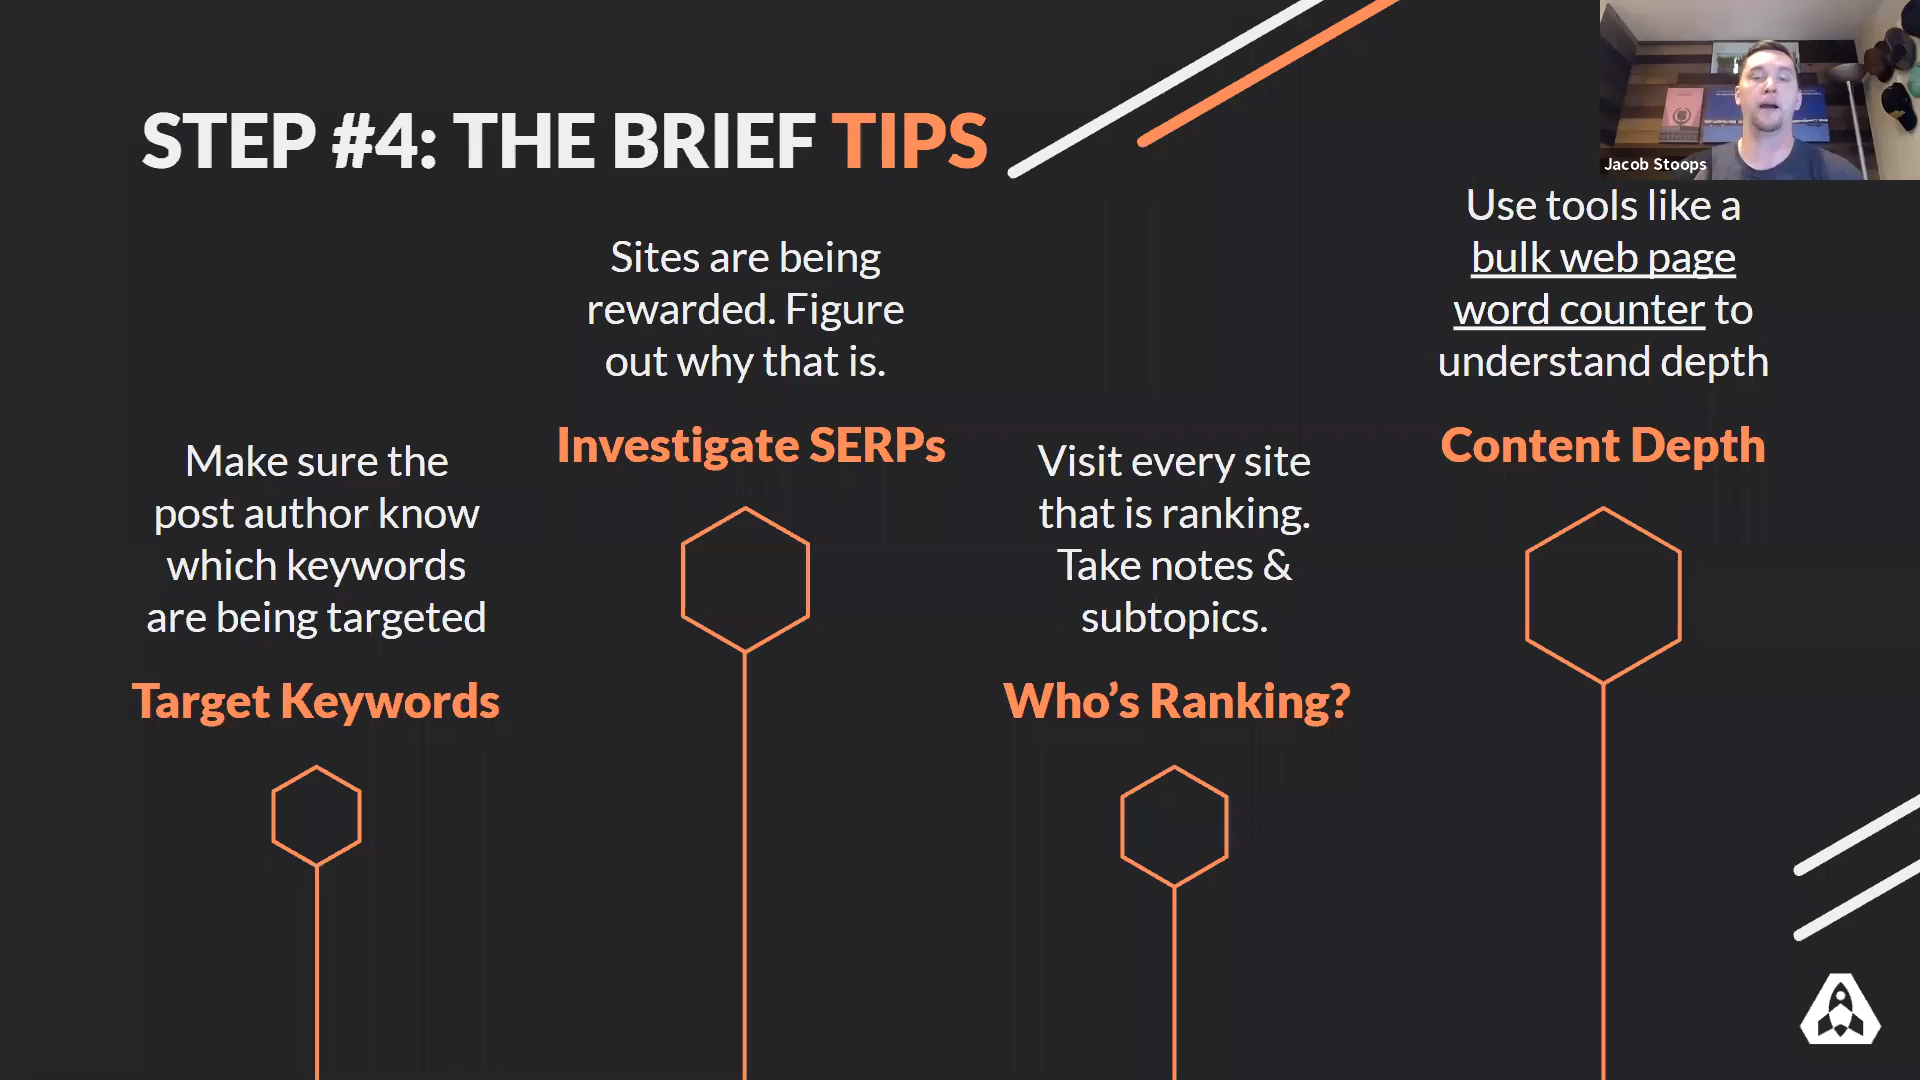 STEP #4: THE BRIEF TIPS
Jacob Stoops
Make sure the
post author know
which keywords
are being targeted
Target Keywords
Sites are being
rewarded. Figure
out why that is.
Investigate SERPs
Visit every site
that is ranking.
Take notes &
subtopics.
Who’s Ranking?
Use tools like a
bulk web page
word counter to
understand depth
Content Depth